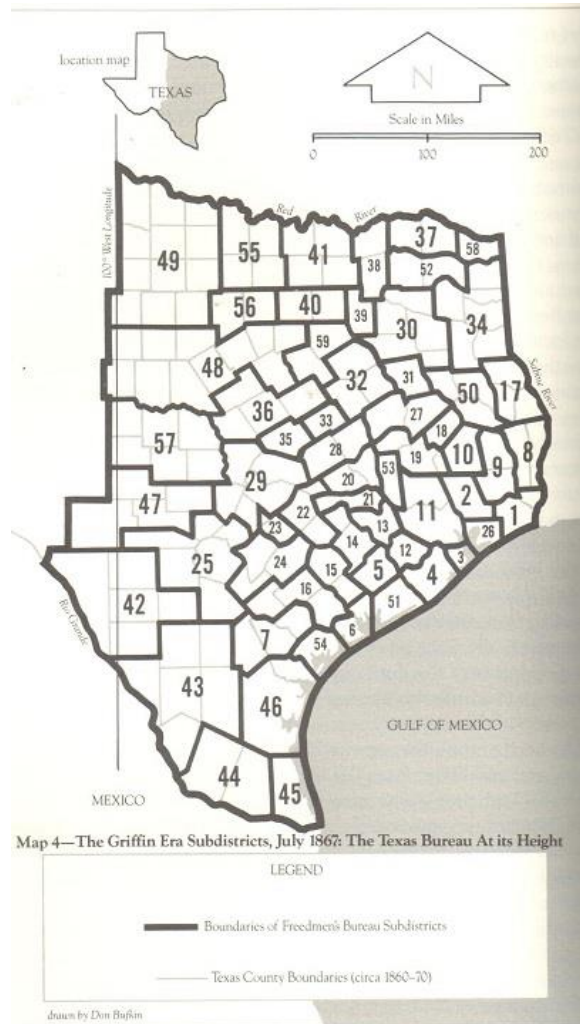 location map
TEXAS
N
Scale in Miles
0 100 200
100th West Longitude
Red River
49 55 41 38 37 58
52
56 40 39 30 34
59
48 32 31 50 17
36 33 27
35 18
57 28 19 10 9 8
29 20 53
47 21 11 2 1
22 26
23 13
25 24 14 12 3
15 5 4
16 51
42
7 54 6
43 46
44 45
Sabine River
Rio Grande
GULF OF MEXICO
MEXICO
Map 4—The Griffin Era Subdistricts, July 1867: The Texas Bureau At its Height
LEGEND
Boundaries of Freedmen's Bureau Subdistricts
Texas County Boundaries (circa 1860–70)
drawn by Don Bufkin